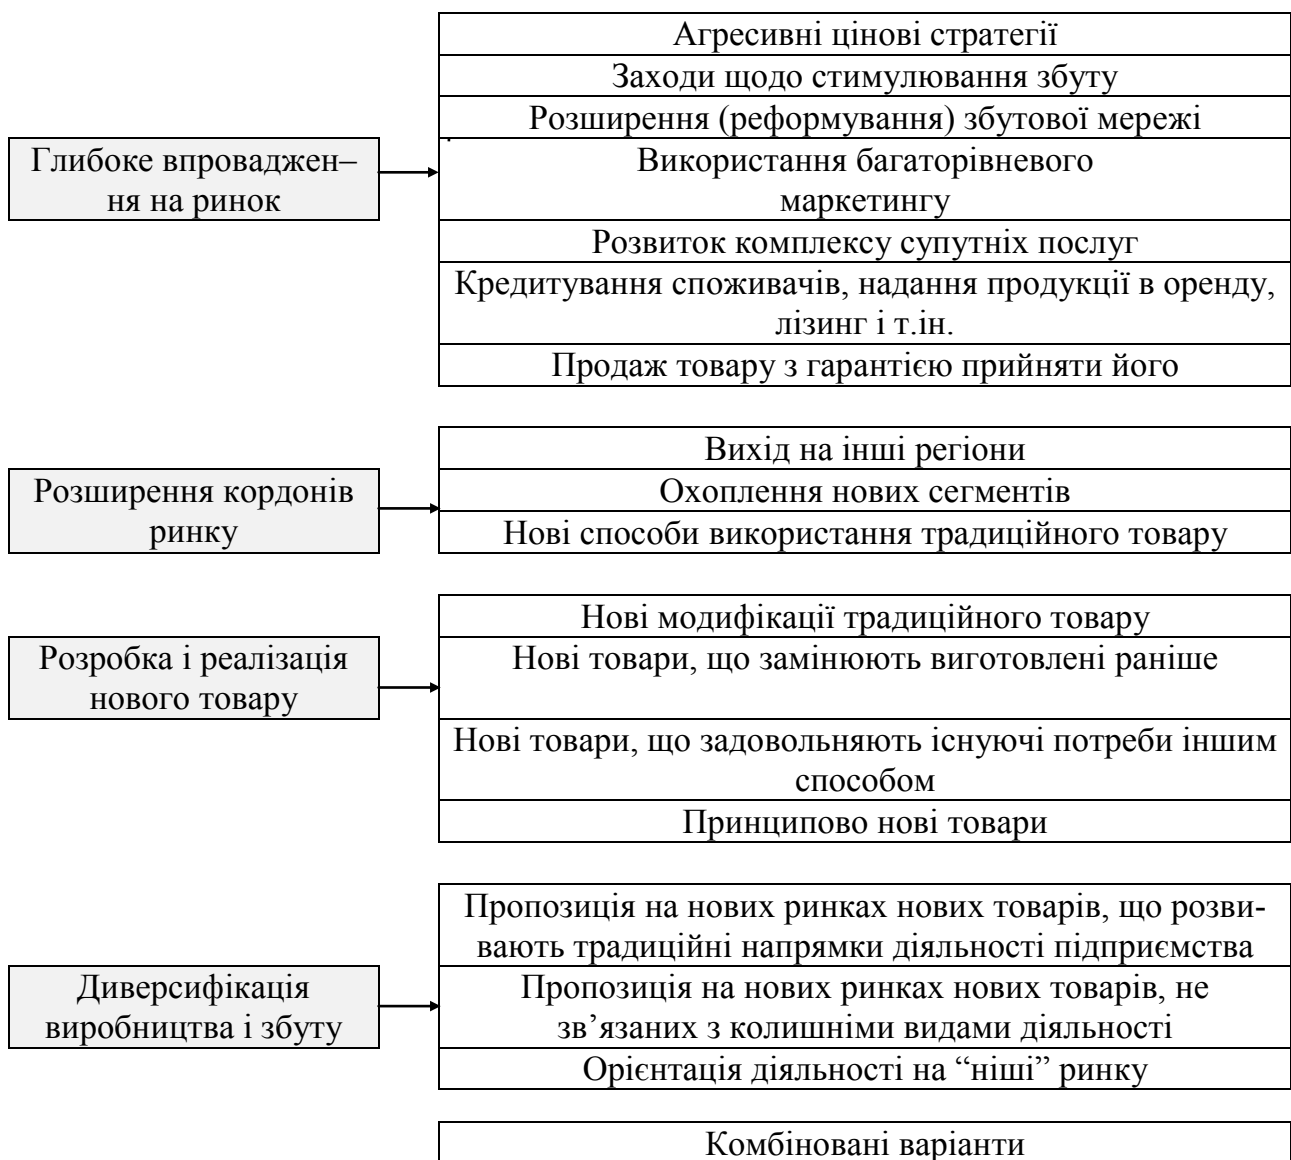 Агресивні цінові стратегії
Заходи щодо стимулювання збуту
Розширення (реформування) збутової мережі
Глибоке впроваджен–
ня на ринок
Використання багаторівневого
маркетингу
Розвиток комплексу супутніх послуг
Кредитування споживачів, надання продукції в оренду,
лізинг і т.ін.
Продаж товару з гарантією прийняти його
Розширення кордонів
ринку
Вихід на інші регіони
Охоплення нових сегментів
Нові способи використання традиційного товару
Розробка і реалізація
нового товару
Нові модифікації традиційного товару
Нові товари, що замінюють виготовлені раніше
Нові товари, що задовольняють існуючі потреби іншим
способом
Принципово нові товари
Диверсифікація
виробництва і збуту
Пропозиція на нових ринках нових товарів, що розви-
вають традиційні напрямки діяльності підприємства
Пропозиція на нових ринках нових товарів, не
зв’язаних з колишніми видами діяльності
Орієнтація діяльності на “ніші” ринку
Комбіновані варіанти